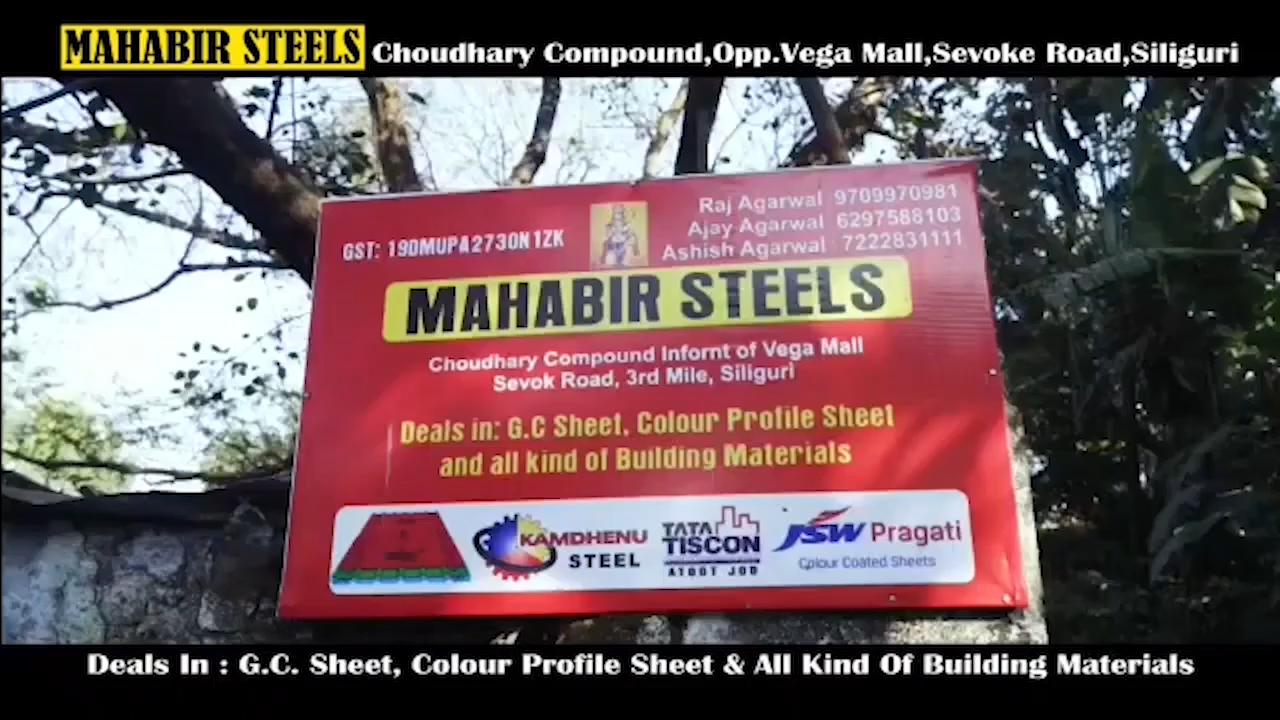 MAHABIR STEELS Choudhary Compound,Opp.Vega Mall,Sevoke Road,Siliguri
Raj Agarwal 9709970981
Ajay Agarwal 6297588103
Ashish Agarwal 7222831111
GST: 19DMUPA2730N1ZK
MAHABIR STEELS
Choudhary Compound Infornt of Vega Mall
Sevok Road, 3rd Mile, Siliguri
Deals in: G.C Sheet, Colour Profile Sheet
and all kind of Building Materials
KAMDHENU
STEEL
TATA
TISCON
ATOOT JOD
JSW Pragati
Colour Coated Sheets
Deals In : G.C. Sheet, Colour Profile Sheet & All Kind Of Building Materials